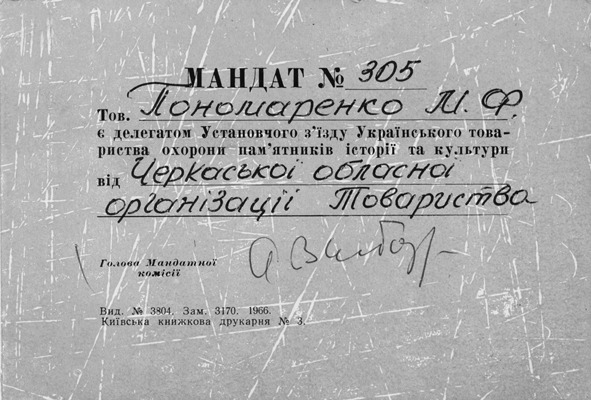 МАНДАТ № 305
Тов. Пономаренко М. Ф.
є делегатом Установчого з'їзду Українського това-
риства охорони пам'ятників історії та культури
від Черкаської обласної
організації Товариства
Голова Мандатної
комісії
Вид. № 3804. Зам. 3170. 1966.
Київська книжкова друкарня № 3.